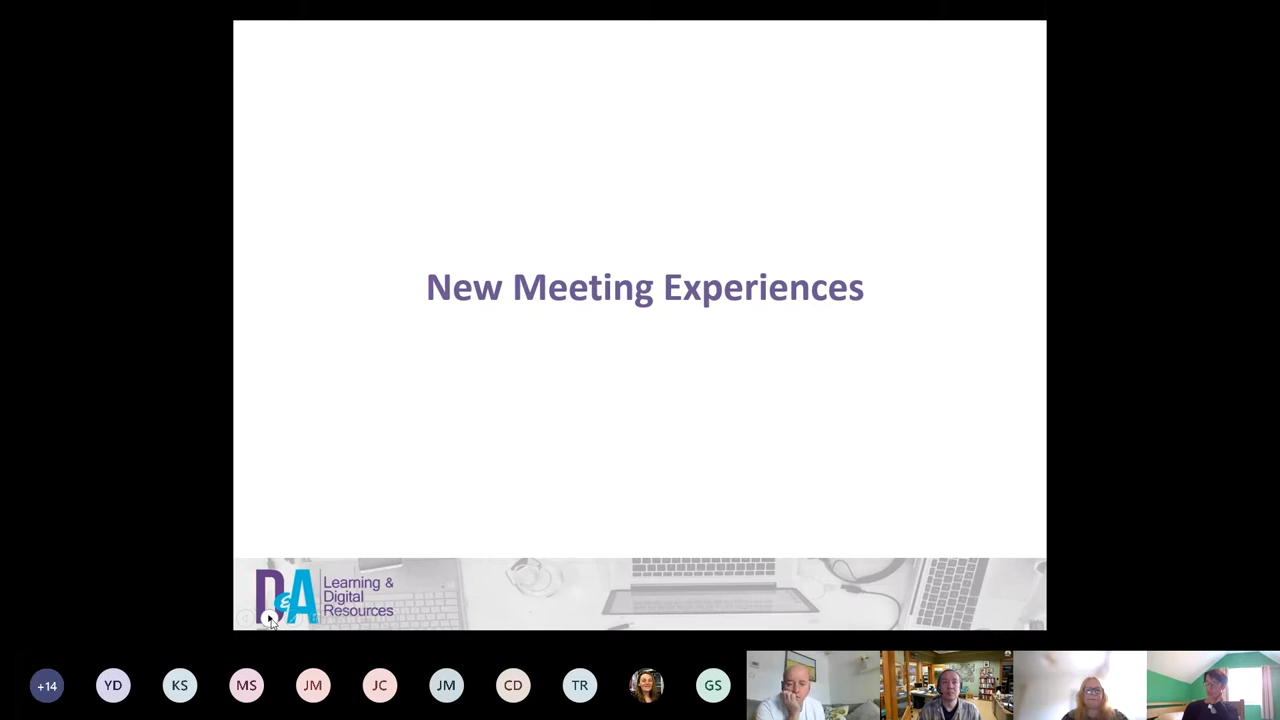 New Meeting Experiences
D&A
Learning &
Digital
Resources
+14
YD
KS
MS
JM
JC
JM
CD
TR
GS